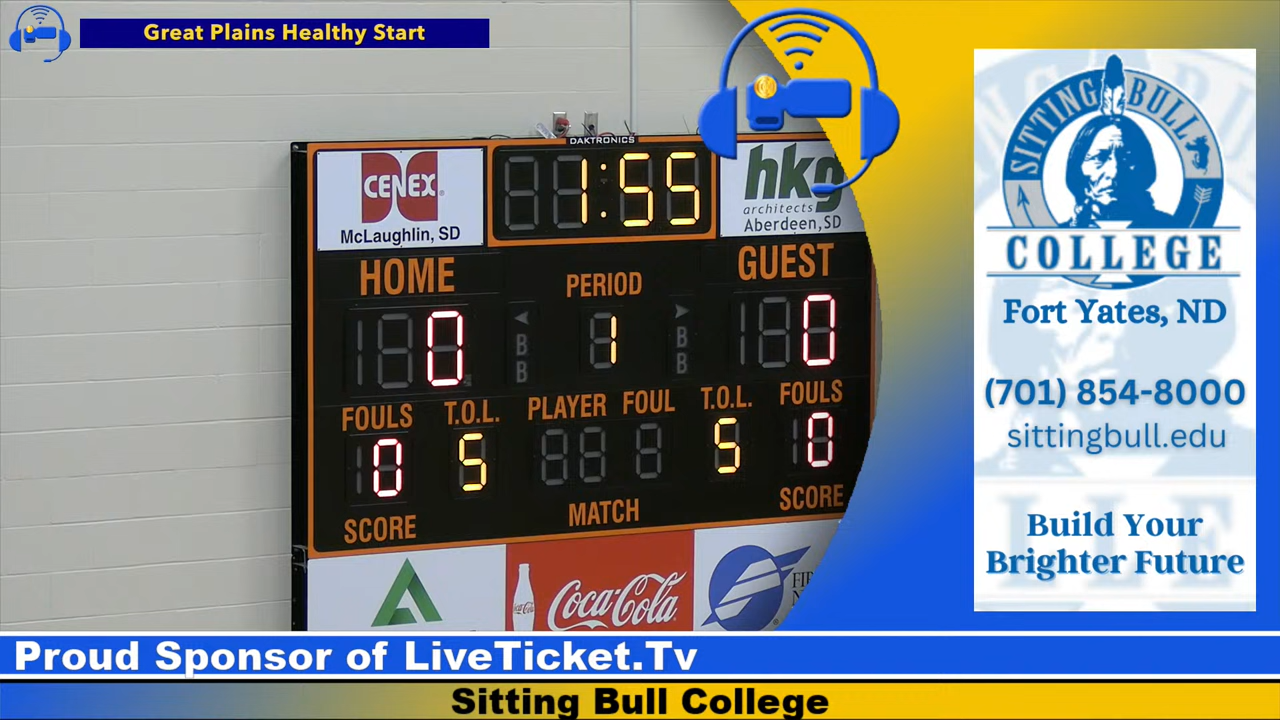 Great Plains Healthy Start
DAKTRONICS
CENEX®
McLaughlin, SD
1:55
hkg
architects
Aberdeen, SD
HOME
PERIOD
GUEST
0
1
0
B
B
B
B
FOULS
T.O.L.
PLAYER FOUL
T.O.L.
FOULS
0
5
5
0
SCORE
MATCH
SCORE
Coca-Cola
Coca-Cola
SITTING BULL
COLLEGE
Fort Yates, ND
(701) 854-8000
sittingbull.edu
Build Your
Brighter Future
Proud Sponsor of LiveTicket.Tv
Sitting Bull College